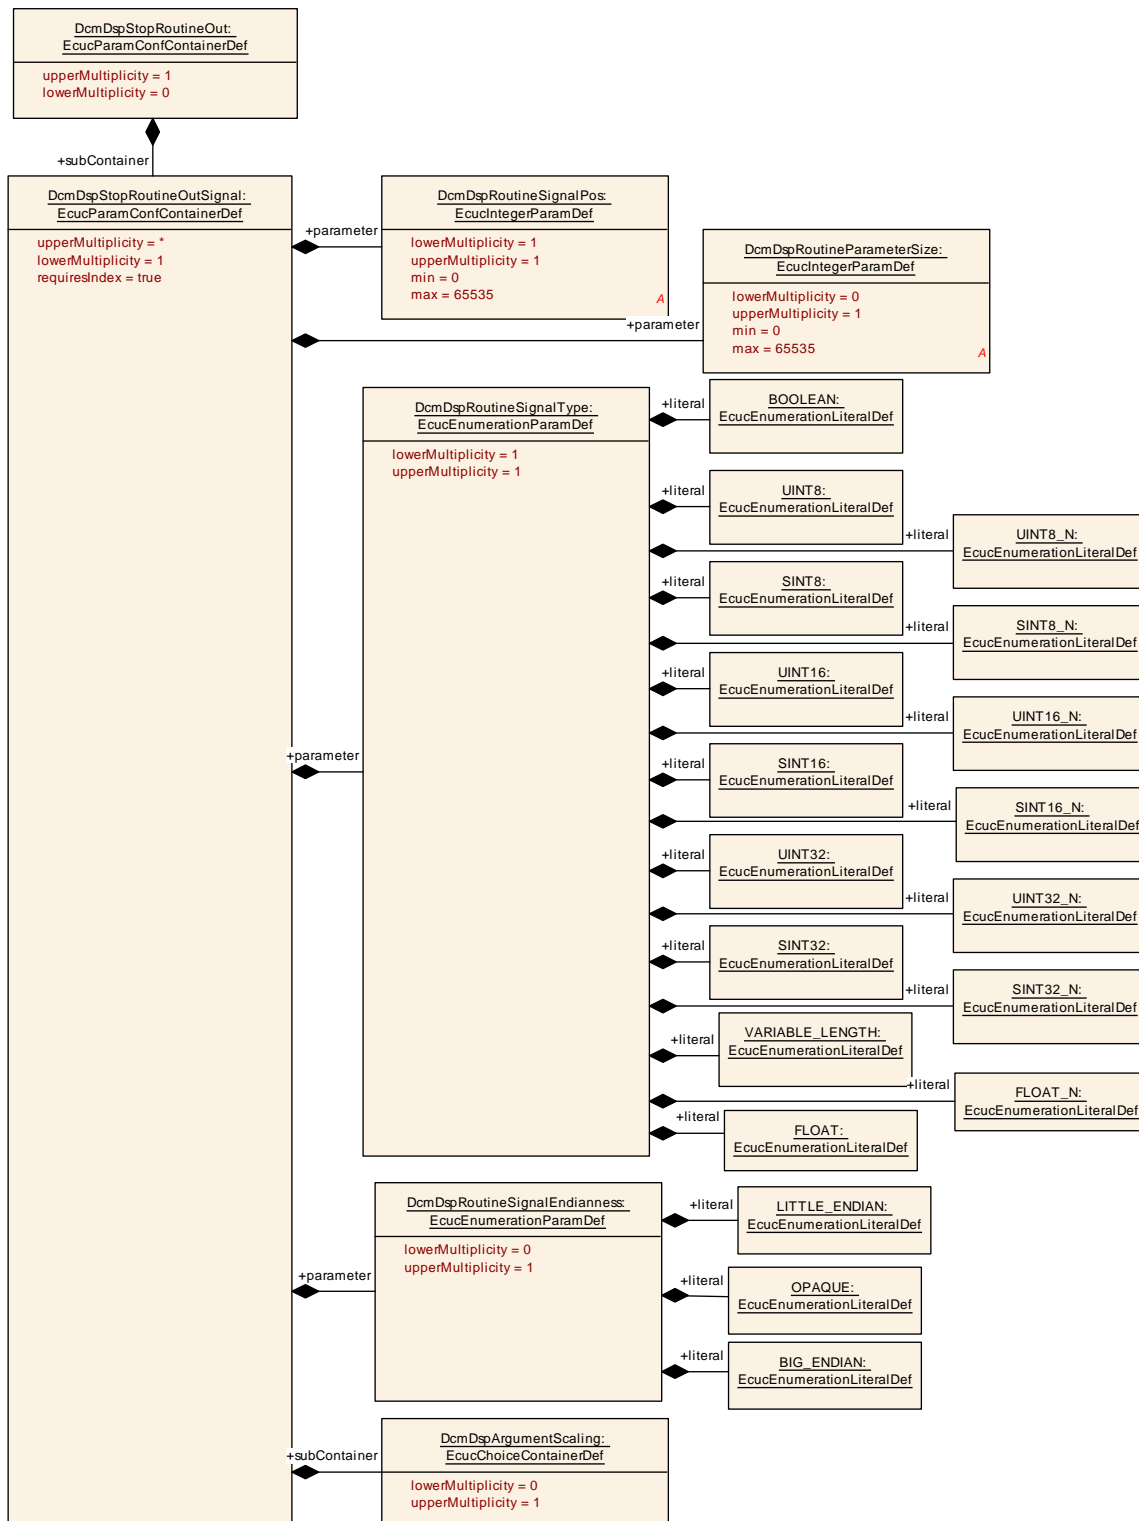 DcmDspStopRoutineOut:
EcucParamConfContainerDef
upperMultiplicity = 1
lowerMultiplicity = 0
+subContainer
DcmDspStopRoutineOutSignal:
EcucParamConfContainerDef
upperMultiplicity = *
lowerMultiplicity = 1
requiresIndex = true
+parameter
DcmDspRoutineSignalPos:
EcucIntegerParamDef
lowerMultiplicity = 1
upperMultiplicity = 1
min = 0
max = 65535
A
+parameter
DcmDspRoutineParameterSize:
EcucIntegerParamDef
lowerMultiplicity = 0
upperMultiplicity = 1
min = 0
max = 65535
A
+parameter
DcmDspRoutineSignalType:
EcucEnumerationParamDef
lowerMultiplicity = 1
upperMultiplicity = 1
+literal
BOOLEAN:
EcucEnumerationLiteralDef
+literal
UINT8:
EcucEnumerationLiteralDef
+literal
UINT8_N:
EcucEnumerationLiteralDef
+literal
SINT8:
EcucEnumerationLiteralDef
+literal
SINT8_N:
EcucEnumerationLiteralDef
+literal
UINT16:
EcucEnumerationLiteralDef
+literal
UINT16_N:
EcucEnumerationLiteralDef
+literal
SINT16:
EcucEnumerationLiteralDef
+literal
SINT16_N:
EcucEnumerationLiteralDef
+literal
UINT32:
EcucEnumerationLiteralDef
+literal
UINT32_N:
EcucEnumerationLiteralDef
+literal
SINT32:
EcucEnumerationLiteralDef
+literal
SINT32_N:
EcucEnumerationLiteralDef
+literal
VARIABLE_LENGTH:
EcucEnumerationLiteralDef
+literal
FLOAT_N:
EcucEnumerationLiteralDef
+literal
FLOAT:
EcucEnumerationLiteralDef
+parameter
DcmDspRoutineSignalEndianness:
EcucEnumerationParamDef
lowerMultiplicity = 0
upperMultiplicity = 1
+literal
LITTLE_ENDIAN:
EcucEnumerationLiteralDef
+literal
OPAQUE:
EcucEnumerationLiteralDef
+literal
BIG_ENDIAN:
EcucEnumerationLiteralDef
+subContainer
DcmDspArgumentScaling:
EcucChoiceContainerDef
lowerMultiplicity = 0
upperMultiplicity = 1